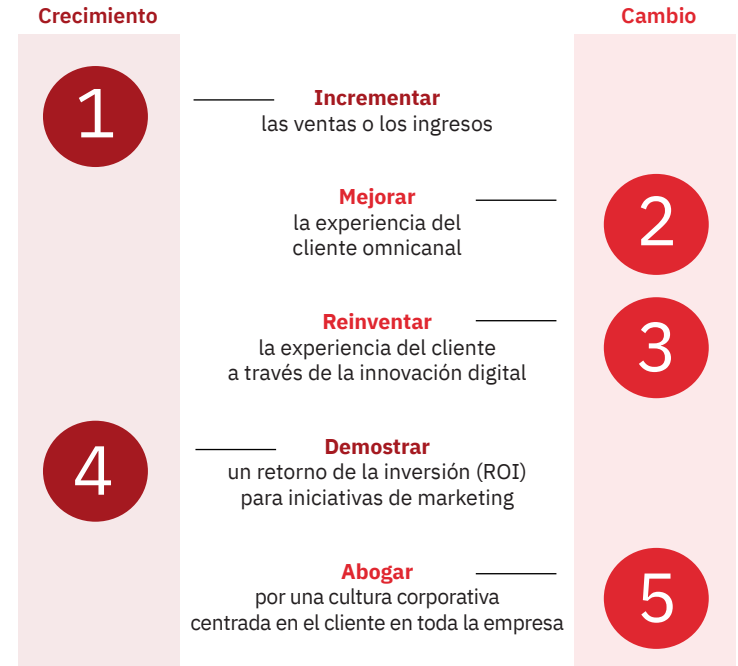 Crecimiento
Cambio
1
Incrementar
las ventas o los ingresos
Mejorar
la experiencia del
cliente omnicanal
2
Reinventar
la experiencia del cliente
a través de la innovación digital
3
4
Demostrar
un retorno de la inversión (ROI)
para iniciativas de marketing
Abogar
por una cultura corporativa
centrada en el cliente en toda la empresa
5